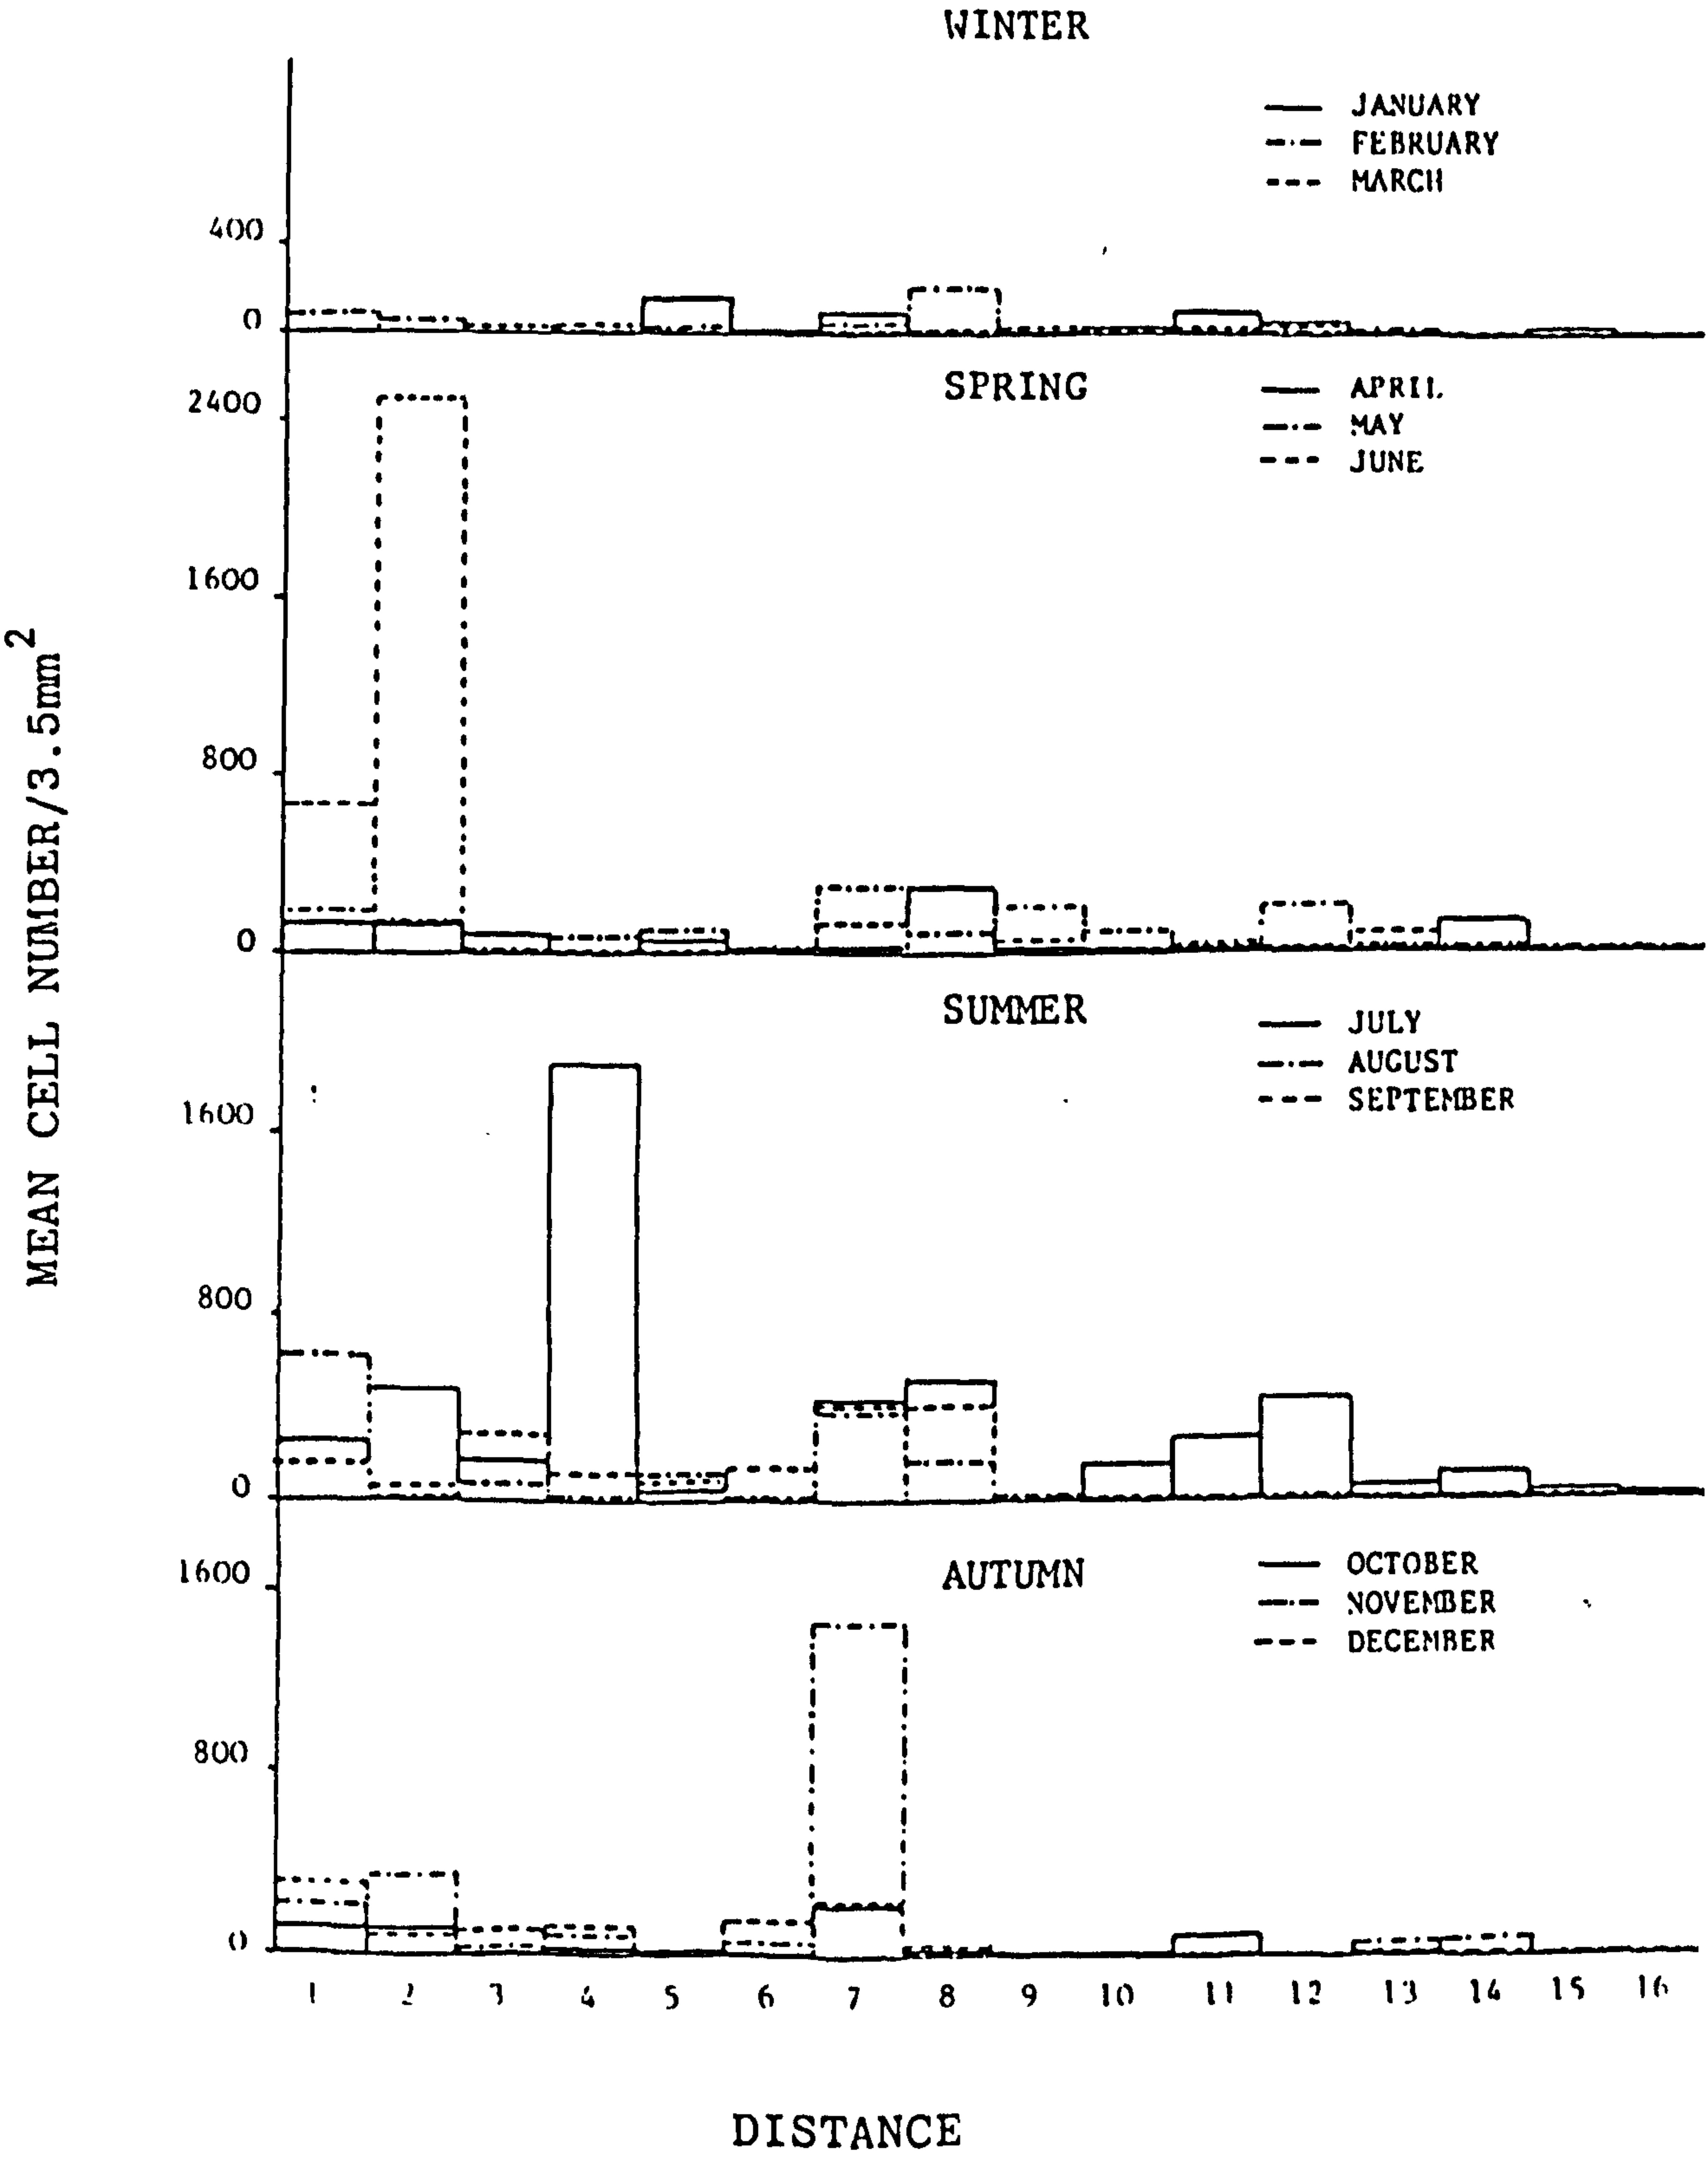 WINTER
JANUARY
FEBRUARY
MARCH
400
0
SPRING
APRIL
MAY
JUNE
2400
1600
800
0
MEAN CELL NUMBER/3.5mm²
SUMMER
JULY
AUGUST
SEPTEMBER
1600
800
0
AUTUMN
OCTOBER
NOVEMBER
DECEMBER
1600
800
0
1 2 3 4 5 6 7 8 9 10 11 12 13 14 15 16
DISTANCE